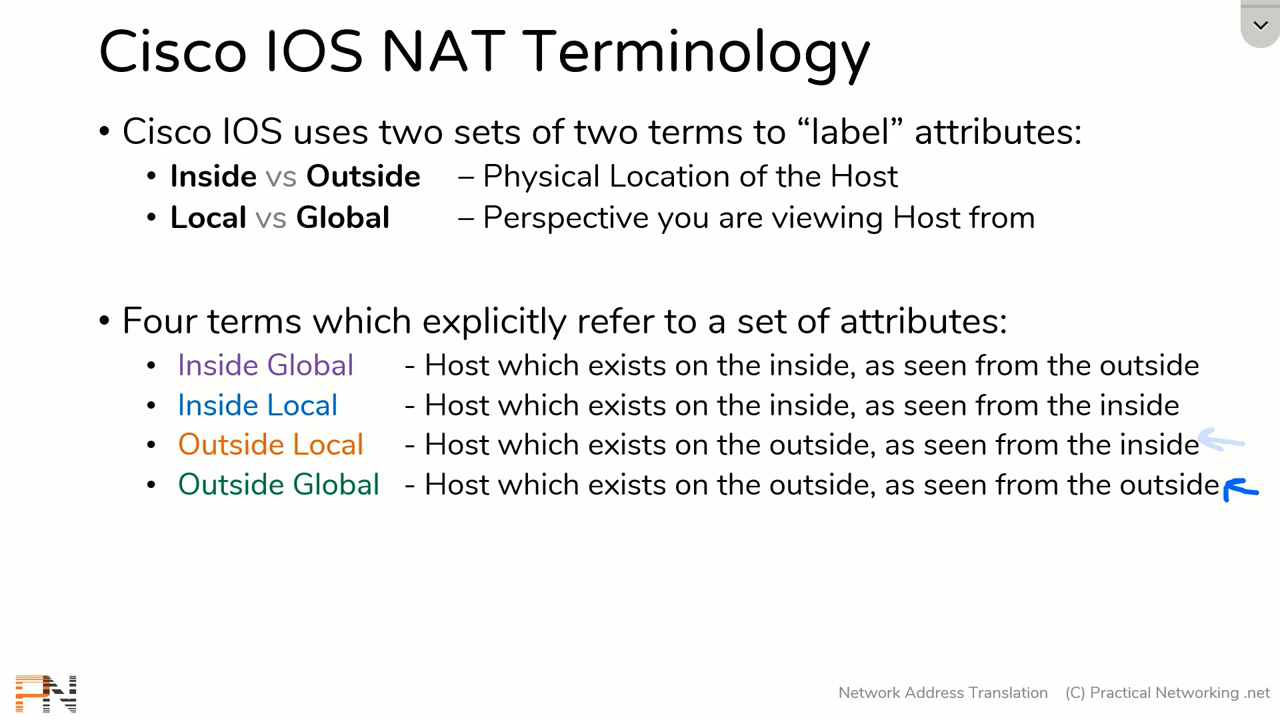 Cisco IOS NAT Terminology
• Cisco IOS uses two sets of two terms to “label” attributes:
• Inside vs Outside – Physical Location of the Host
• Local vs Global – Perspective you are viewing Host from
• Four terms which explicitly refer to a set of attributes:
• Inside Global - Host which exists on the inside, as seen from the outside
• Inside Local - Host which exists on the inside, as seen from the inside
• Outside Local - Host which exists on the outside, as seen from the inside
• Outside Global - Host which exists on the outside, as seen from the outside
PN
Network Address Translation (C) Practical Networking .net